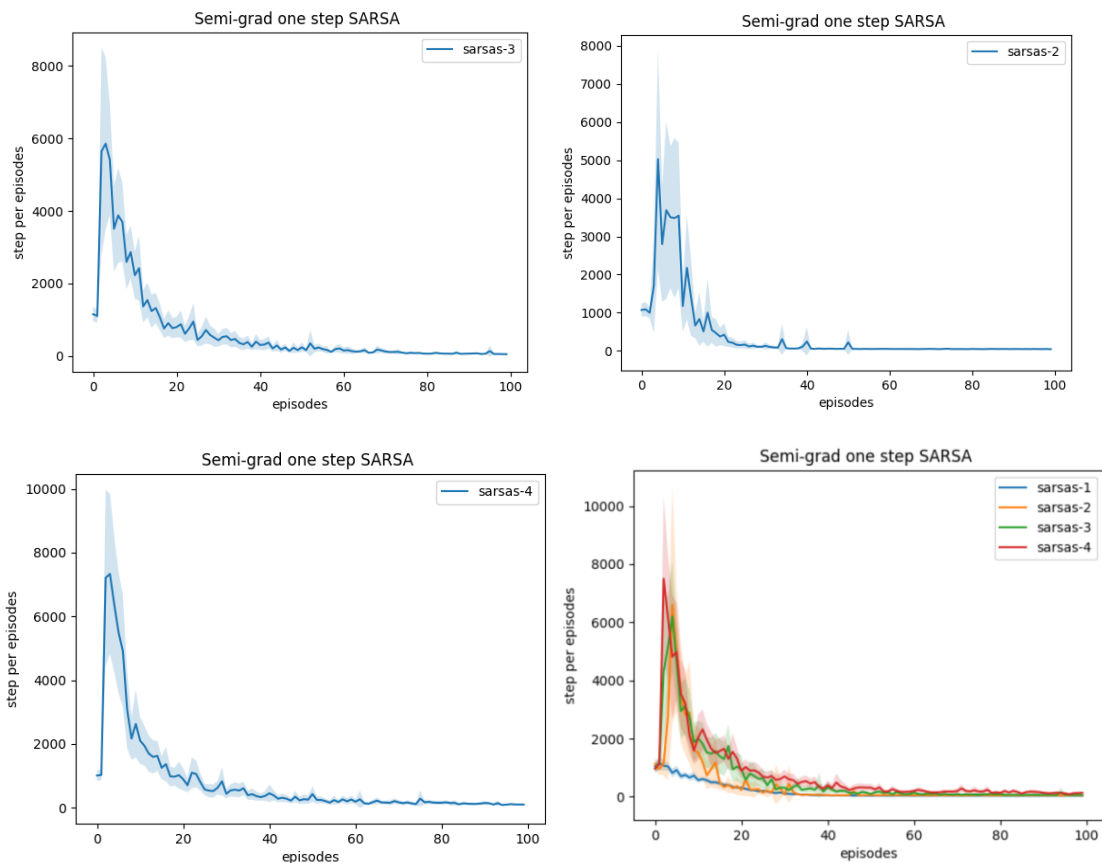 Semi-grad one step SARSA
sarsas-3
8000
6000
4000
2000
0
step per episodes
0 20 40 60 80 100
episodes
Semi-grad one step SARSA
sarsas-2
8000
7000
6000
5000
4000
3000
2000
1000
0
step per episodes
0 20 40 60 80 100
episodes
Semi-grad one step SARSA
sarsas-4
10000
8000
6000
4000
2000
0
step per episodes
0 20 40 60 80 100
episodes
Semi-grad one step SARSA
sarsas-1
sarsas-2
sarsas-3
sarsas-4
10000
8000
6000
4000
2000
0
step per episodes
0 20 40 60 80 100
episodes